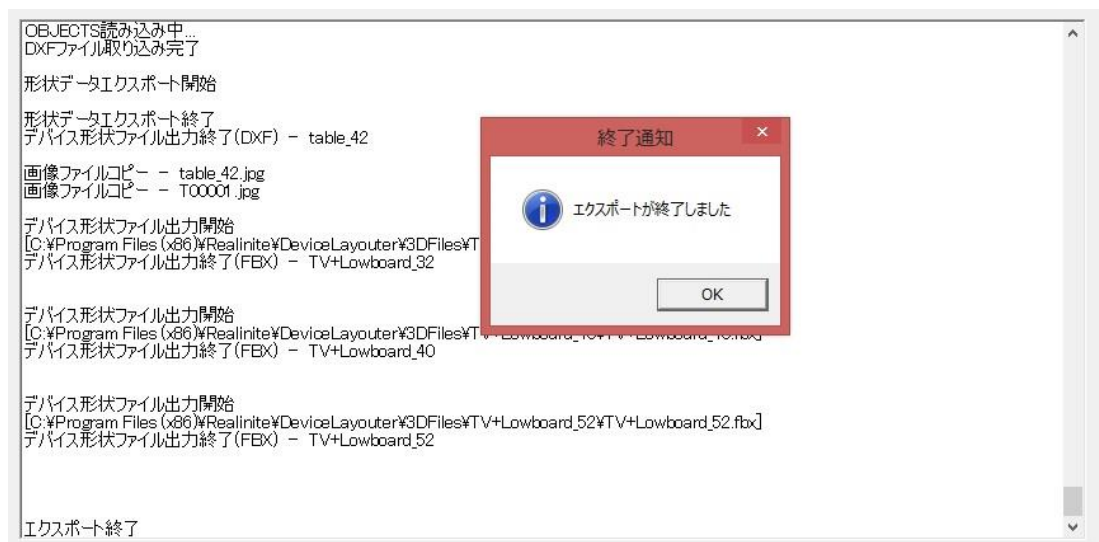 OBJECTS読み込み中...
DXFファイル取り込み完了
形状データエクスポート開始
形状データエクスポート終了
デバイス形状ファイル出力終了(DXF) - table_42
画像ファイルコピー - table_42.jpg
画像ファイルコピー - T00001.jpg
デバイス形状ファイル出力開始
[C:¥Program Files (x86)¥Realinite¥DeviceLayouter¥3DFiles¥T
デバイス形状ファイル出力終了(FBX) - TV+Lowboard_32
デバイス形状ファイル出力開始
[C:¥Program Files (x86)¥Realinite¥DeviceLayouter¥3DFiles¥T
デバイス形状ファイル出力終了(FBX) - TV+Lowboard_40
デバイス形状ファイル出力開始
[C:¥Program Files (x86)¥Realinite¥DeviceLayouter¥3DFiles¥TV+Lowboard_52¥TV+Lowboard_52.fbx]
デバイス形状ファイル出力終了(FBX) - TV+Lowboard_52
エクスポート終了
終了通知
エクスポートが終了しました
OK